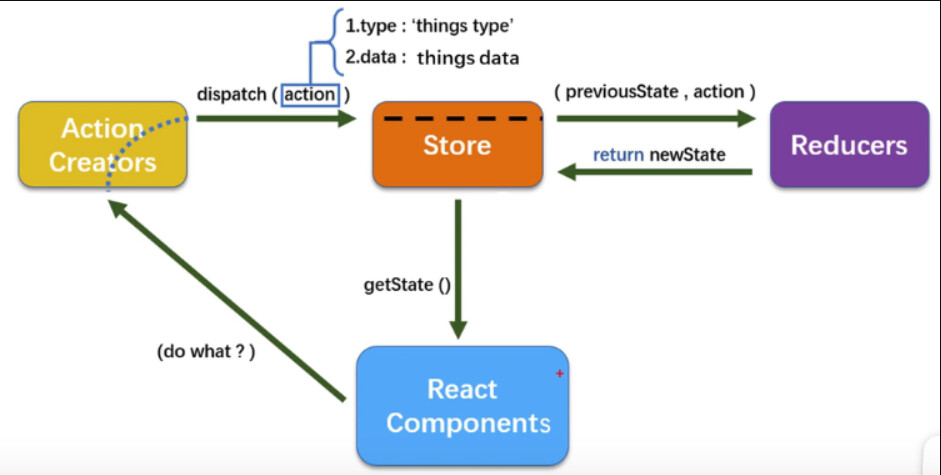 1.type : ‘things type’
2.data : things data
dispatch ( action )
( previousState , action )
Action
Creators
Store
return newState
Reducers
getState ()
(do what ? )
React
Components